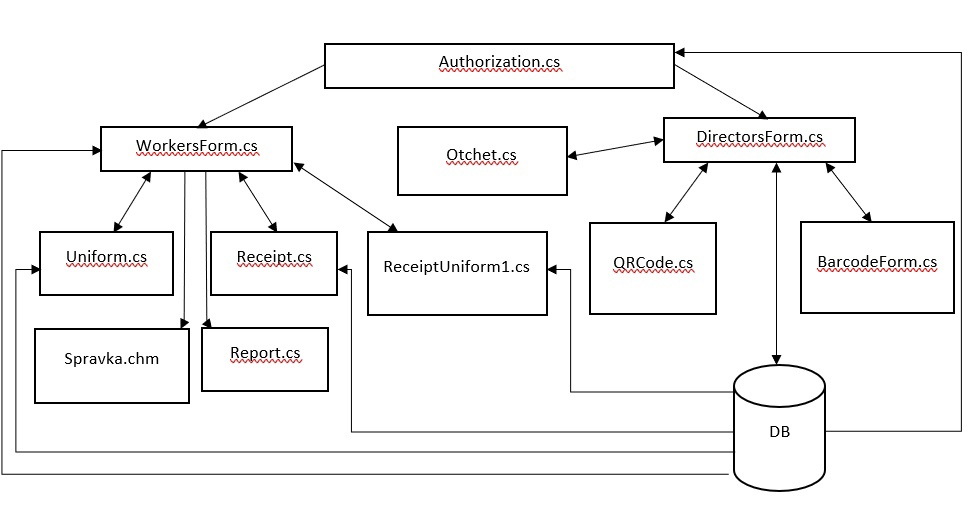 Authorization.cs
WorkersForm.cs
DirectorsForm.cs
Otchet.cs
Uniform.cs
Receipt.cs
ReceiptUniform1.cs
QRCode.cs
BarcodeForm.cs
Spravka.chm
Report.cs
DB